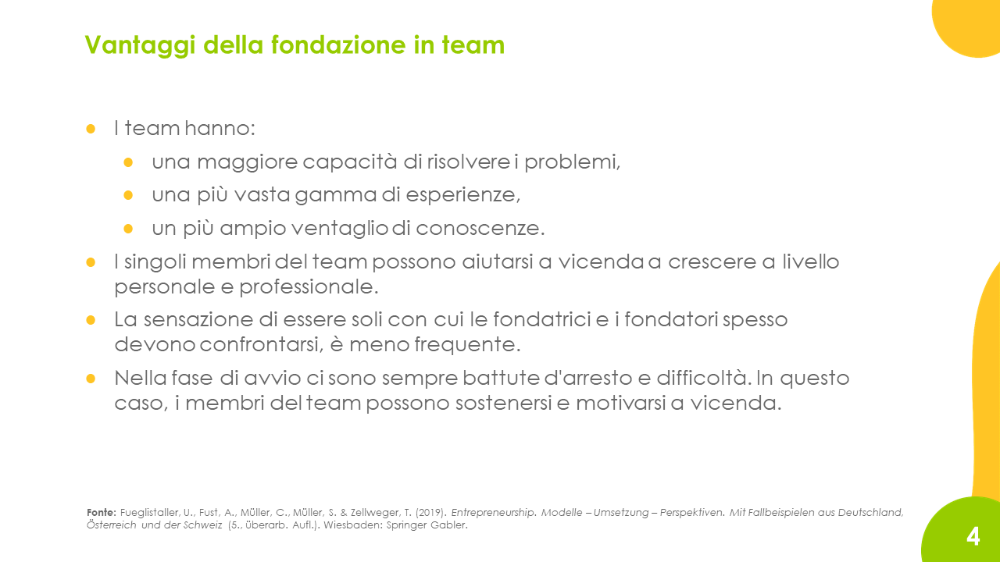 Vantaggi della fondazione in team
● I team hanno:
● una maggiore capacità di risolvere i problemi,
● una più vasta gamma di esperienze,
● un più ampio ventaglio di conoscenze.
● I singoli membri del team possono aiutarsi a vicenda a crescere a livello
personale e professionale.
● La sensazione di essere soli con cui le fondatrici e i fondatori spesso
devono confrontarsi, è meno frequente.
● Nella fase di avvio ci sono sempre battute d'arresto e difficoltà. In questo
caso, i membri del team possono sostenersi e motivarsi a vicenda.
Fonte: Fueglistaller, U., Fust, A., Müller, C., Müller, S. & Zellweger, T. (2019). Entrepreneurship. Modelle – Umsetzung – Perspektiven. Mit Fallbeispielen aus Deutschland,
Österreich und der Schweiz (5., überarb. Aufl.). Wiesbaden: Springer Gabler.
4